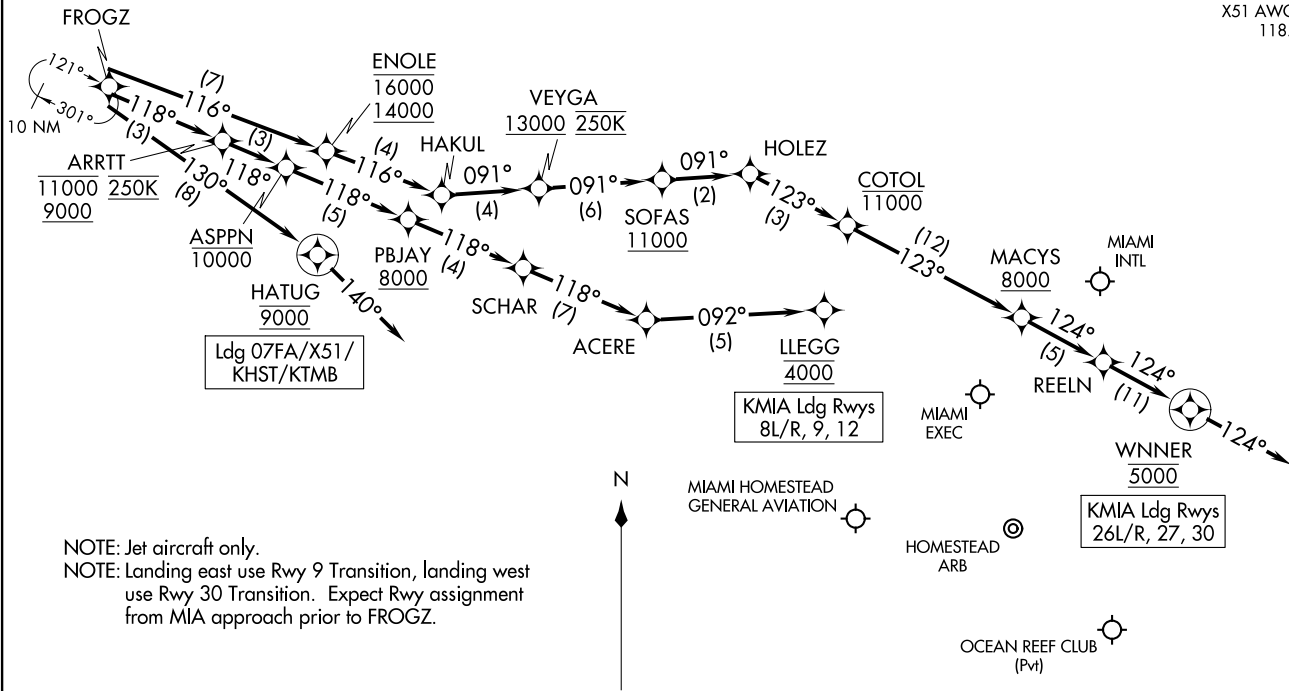 X51 AWO
118.
FROGZ
121°
301°
10 NM
(7)
116°
118°
(3)
ARRTT
11000 250K
9000
(3)
118°
130°
(8)
ENOLE
16000
14000
(4)
116°
HAKUL
091°
(4)
VEYGA
13000 250K
091°
(6)
SOFAS
11000
091°
(2)
HOLEZ
123°
(3)
COTOL
11000
(12)
123°
MACYS
8000
MIAMI
INTL
124°
(5)
REELN
124°
(11)
WNNER
5000
124°
KMIA Ldg Rwys
26L/R, 27, 30
ASPPN
10000
118°
(5)
PBJAY
8000
118°
(4)
SCHAR
118°
(7)
ACERE
092°
(5)
LLEGG
4000
KMIA Ldg Rwys
8L/R, 9, 12
HATUG
9000
140°
Ldg 07FA/X51/
KHST/KTMB
MIAMI
EXEC
N
MIAMI HOMESTEAD
GENERAL AVIATION
HOMESTEAD
ARB
OCEAN REEF CLUB
(Pvt)
NOTE: Jet aircraft only.
NOTE: Landing east use Rwy 9 Transition, landing west
use Rwy 30 Transition. Expect Rwy assignment
from MIA approach prior to FROGZ.